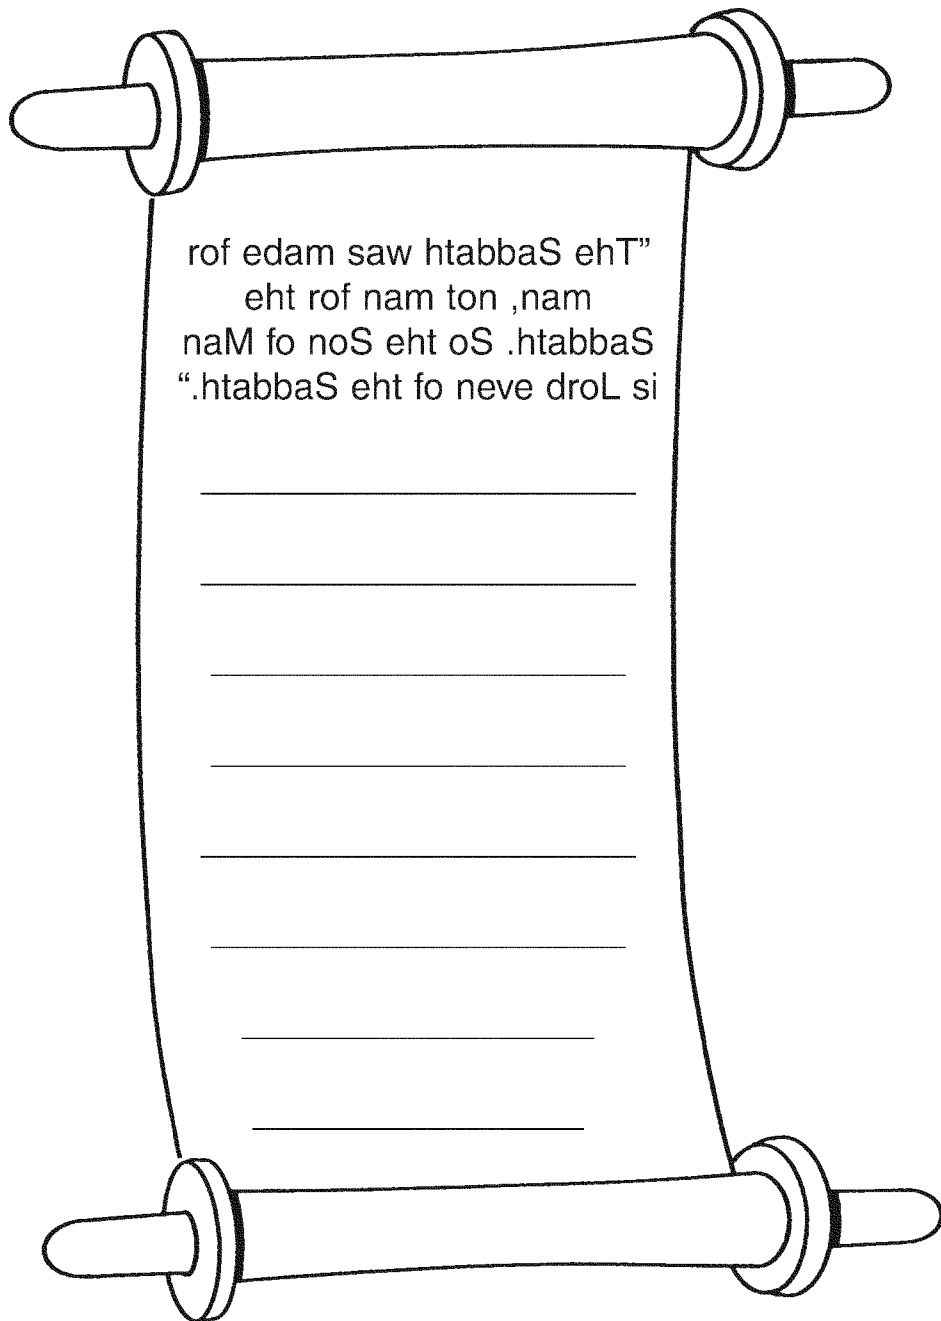 rof edam saw htabbaS ehT”
eht rof nam ton ,nam
naM fo noS eht oS .htabbaS
“.htabbaS eht fo neve droL si